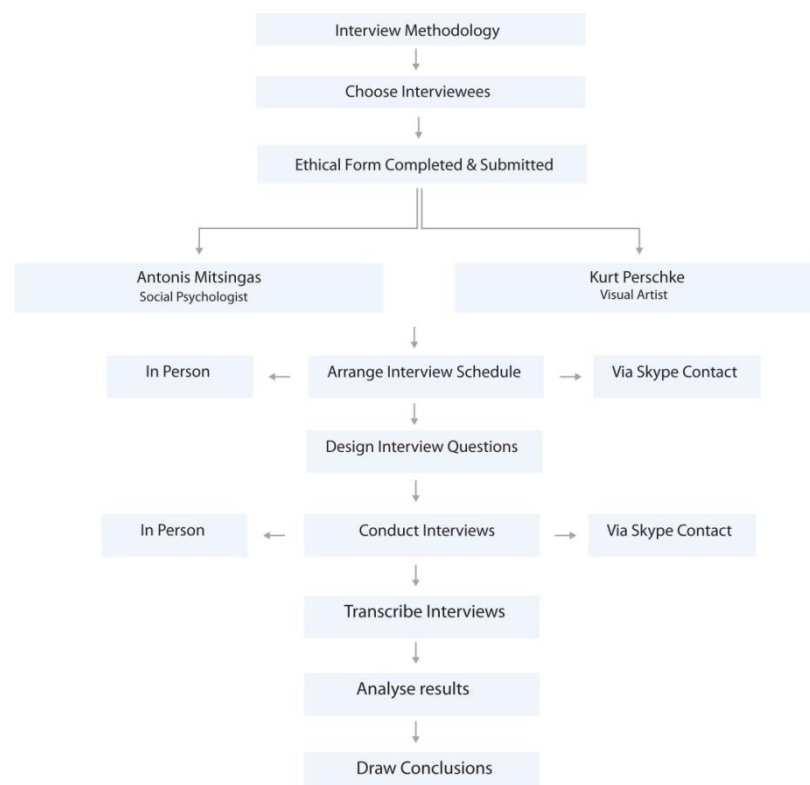 Interview Methodology
Choose Interviewees
Ethical Form Completed & Submitted
Antonis Mitsingas
Social Psychologist
Kurt Perschke
Visual Artist
In Person
Arrange Interview Schedule
Via Skype Contact
Design Interview Questions
In Person
Conduct Interviews
Via Skype Contact
Transcribe Interviews
Analyse results
Draw Conclusions